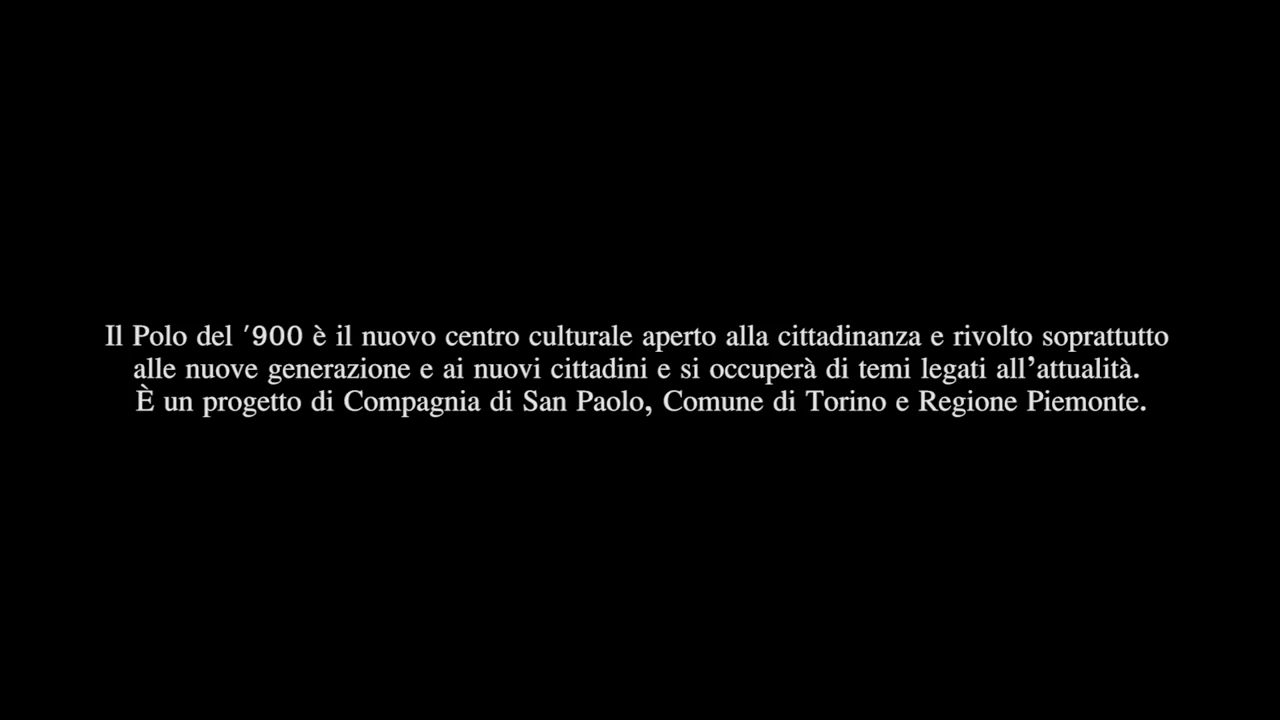 Il Polo del '900 è il nuovo centro culturale aperto alla cittadinanza e rivolto soprattutto
alle nuove generazione e ai nuovi cittadini e si occuperà di temi legati all’attualità.
È un progetto di Compagnia di San Paolo, Comune di Torino e Regione Piemonte.